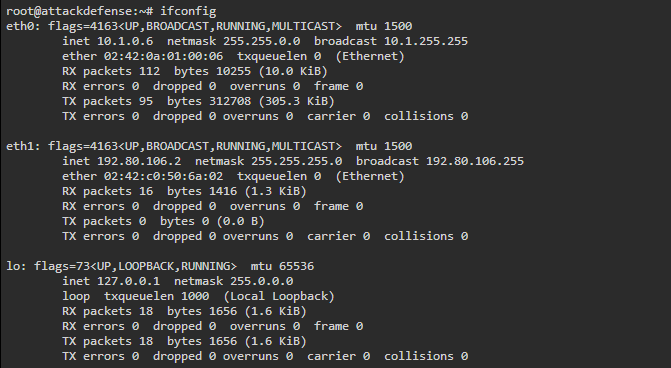 root@attackdefense:~# ifconfig
eth0: flags=4163<UP,BROADCAST,RUNNING,MULTICAST>  mtu 1500
        inet 10.1.0.6  netmask 255.255.0.0  broadcast 10.1.255.255
        ether 02:42:0a:01:00:06  txqueuelen 0  (Ethernet)
        RX packets 112  bytes 10255 (10.0 KiB)
        RX errors 0  dropped 0  overruns 0  frame 0
        TX packets 95  bytes 312708 (305.3 KiB)
        TX errors 0  dropped 0 overruns 0  carrier 0  collisions 0

eth1: flags=4163<UP,BROADCAST,RUNNING,MULTICAST>  mtu 1500
        inet 192.80.106.2  netmask 255.255.255.0  broadcast 192.80.106.255
        ether 02:42:c0:50:6a:02  txqueuelen 0  (Ethernet)
        RX packets 16  bytes 1416 (1.3 KiB)
        RX errors 0  dropped 0  overruns 0  frame 0
        TX packets 0  bytes 0 (0.0 B)
        TX errors 0  dropped 0 overruns 0  carrier 0  collisions 0

lo: flags=73<UP,LOOPBACK,RUNNING>  mtu 65536
        inet 127.0.0.1  netmask 255.0.0.0
        loop  txqueuelen 1000  (Local Loopback)
        RX packets 18  bytes 1656 (1.6 KiB)
        RX errors 0  dropped 0  overruns 0  frame 0
        TX packets 18  bytes 1656 (1.6 KiB)
        TX errors 0  dropped 0 overruns 0  carrier 0  collisions 0